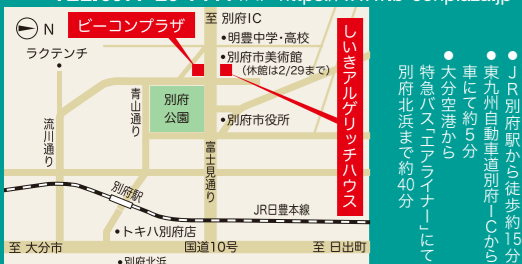 N
ビーコンプラザ
至 別府IC
•明豊中学・高校
•別府市美術館
(休館は2/29まで)
しいきアルゲリッチハウス
ラクテンチ
青山通り
別府
公園
•別府市役所
流川通り
富士見通り
別府駅
JR日豊本線
•トキハ別府店
至 大分市
国道10号
至 日出町
•別府北浜
●JR別府駅から徒歩約15分
●東九州自動車道別府ICから
車にて約5分
●大分空港から
特急バス「エアライナー」にて
別府北浜まで約40分